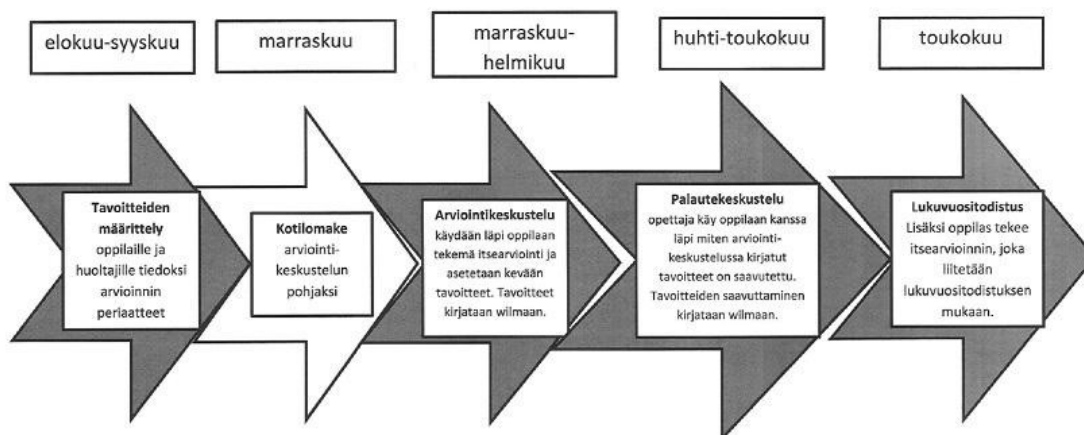 elokuu-syyskuu
marraskuu
marraskuu-
helmikuu
huhti-toukokuu
toukokuu
Tavoitteiden
määrittely
oppilaille ja
huoltajille tiedoksi
arvioinnin
periaatteet
Kotilomake
arviointi-
keskustelun
pohjaksi
Arviointikeskustelu
käydään läpi oppilaan
tekemä itsearviointi ja
asetetaan kevään
tavoitteet. Tavoitteet
kirjataan wilmaan.
Palautekeskustelu
opettaja käy oppilaan kanssa
läpi miten arviointi-
keskustelussa kirjatut
tavoitteet on saavutettu.
Tavoitteiden saavuttaminen
kirjataan wilmaan.
Lukuvuositodistus
Lisäksi oppilas tekee
itsearvioinnin, joka
liitetään
lukuvuositodistuksen
mukaan.